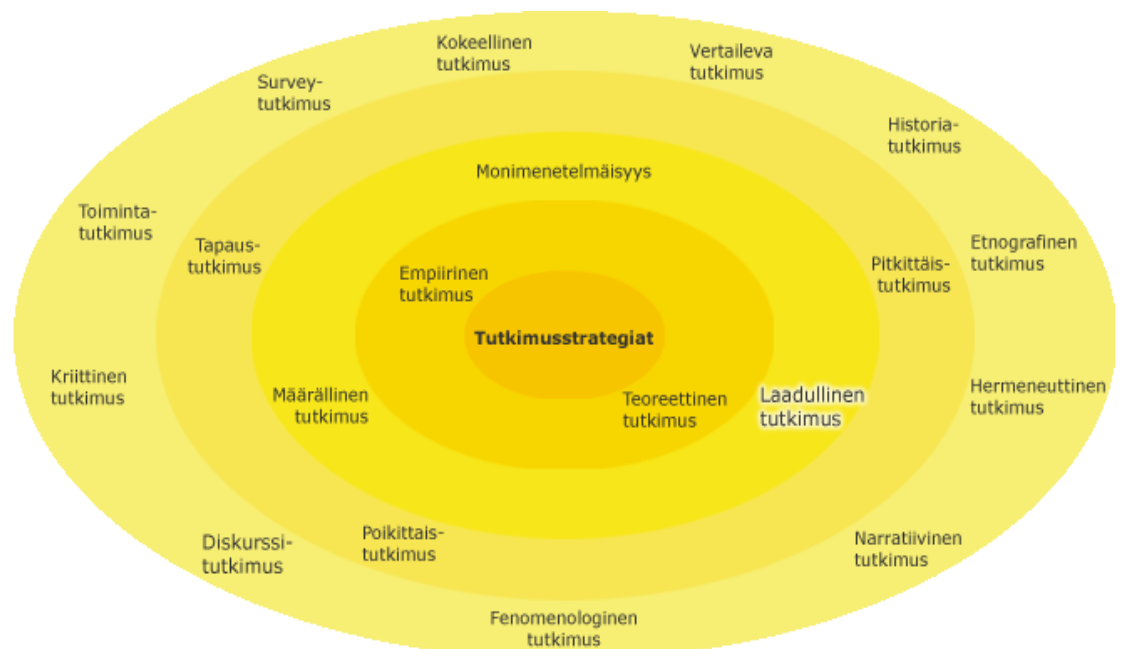 Kokeellinen
tutkimus
Vertaileva
tutkimus
Survey-
tutkimus
Historia-
tutkimus
Monimenetelmäisyys
Toiminta-
tutkimus
Tapaus-
tutkimus
Empiirinen
tutkimus
Pitkittäis-
tutkimus
Etnografinen
tutkimus
Tutkimusstrategiat
Kriittinen
tutkimus
Määrällinen
tutkimus
Teoreettinen
tutkimus
Laadullinen
tutkimus
Hermeneuttinen
tutkimus
Diskurssi-
tutkimus
Poikittais-
tutkimus
Narratiivinen
tutkimus
Fenomenologinen
tutkimus